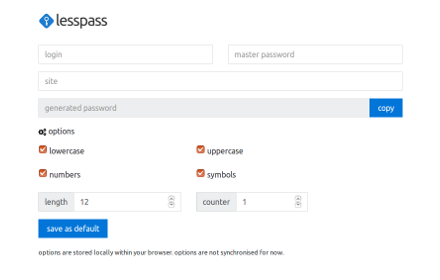 lesspass
login master password
site
generated password copy
options
lowercase uppercase
numbers symbols
length 12 counter 1
save as default
options are stored locally within your browser. options are not synchronised for now.